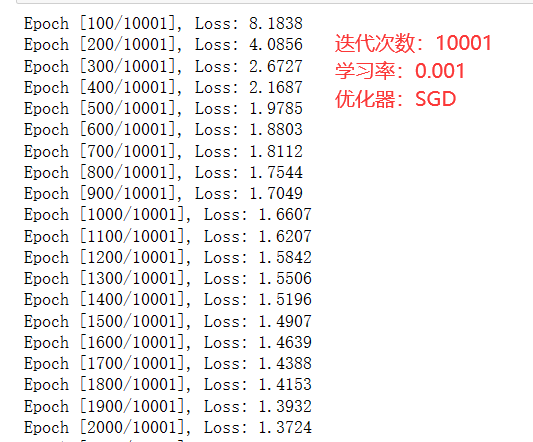 Epoch [100/10001], Loss: 8.1838
Epoch [200/10001], Loss: 4.0856
迭代次数：10001
Epoch [300/10001], Loss: 2.6727
学习率：0.001
Epoch [400/10001], Loss: 2.1687
优化器：SGD
Epoch [500/10001], Loss: 1.9785
Epoch [600/10001], Loss: 1.8803
Epoch [700/10001], Loss: 1.8112
Epoch [800/10001], Loss: 1.7544
Epoch [900/10001], Loss: 1.7049
Epoch [1000/10001], Loss: 1.6607
Epoch [1100/10001], Loss: 1.6207
Epoch [1200/10001], Loss: 1.5842
Epoch [1300/10001], Loss: 1.5506
Epoch [1400/10001], Loss: 1.5196
Epoch [1500/10001], Loss: 1.4907
Epoch [1600/10001], Loss: 1.4639
Epoch [1700/10001], Loss: 1.4388
Epoch [1800/10001], Loss: 1.4153
Epoch [1900/10001], Loss: 1.3932
Epoch [2000/10001], Loss: 1.3724